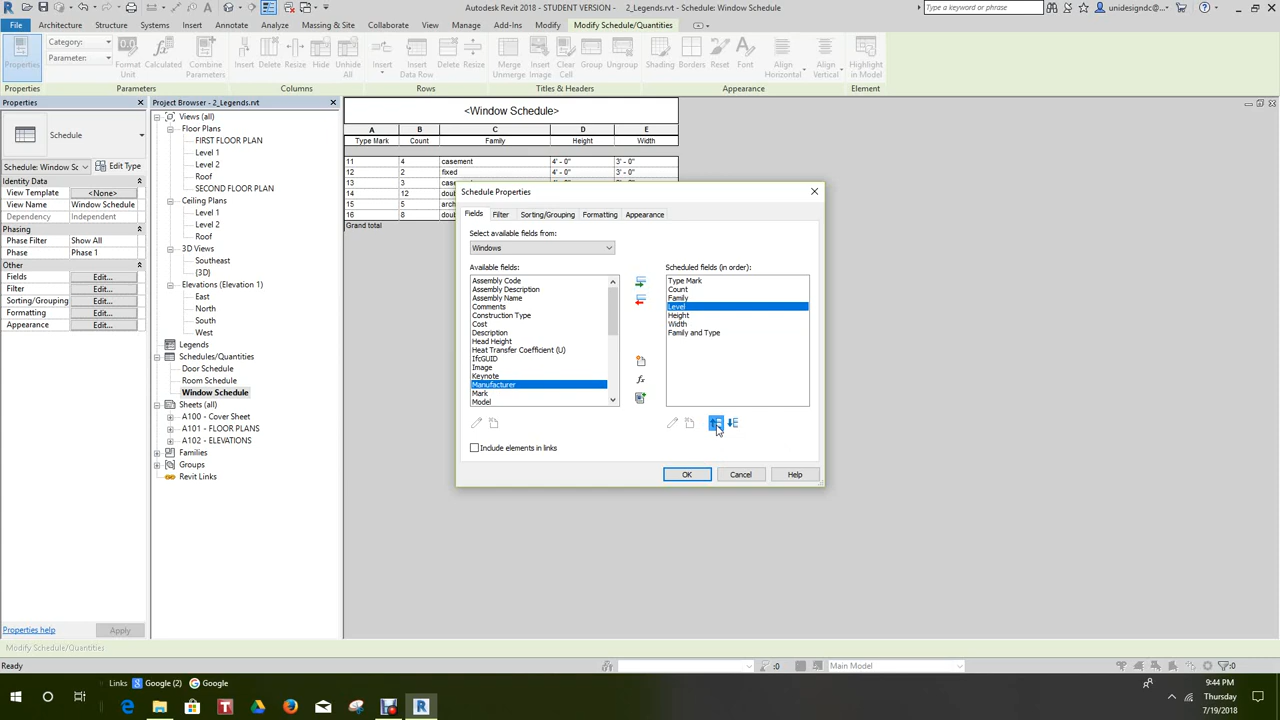 Autodesk Revit 2018 - STUDENT VERSION - 2_Legends.rvt - Schedule: Window Schedule
Type a keyword or phrase
unidesigndc...
File Architecture Structure Systems Insert Annotate Analyze Massing & Site Collaborate View Manage Add-Ins Modify Modify Schedule/Quantities
Properties
Category:
Parameter:
Format Unit
Calculated
Combine Parameters
Insert Delete Resize Hide Unhide All
Insert
Insert Data Row
Delete Resize
Merge Unmerge
Insert Image
Clear Cell
Group Ungroup
Shading Borders Reset Font
Align Horizontal
Align Vertical
Highlight in Model
Properties Parameters Columns Rows Titles & Headers Appearance Element
Properties
Schedule
Schedule: Window Sc
Edit Type
Identity Data
View Template <None>
View Name Window Schedule
Dependency Independent
Phasing
Phase Filter Show All
Phase Phase 1
Other
Fields Edit...
Filter Edit...
Sorting/Grouping Edit...
Formatting Edit...
Appearance Edit...
Properties help
Apply
Project Browser - 2_Legends.rvt
Views (all)
Floor Plans
FIRST FLOOR PLAN
Level 1
Level 2
Roof
SECOND FLOOR PLAN
Ceiling Plans
Level 1
Level 2
Roof
3D Views
Southeast
{3D}
Elevations (Elevation 1)
East
North
South
West
Legends
Schedules/Quantities
Door Schedule
Room Schedule
Window Schedule
Sheets (all)
A100 - Cover Sheet
A101 - FLOOR PLANS
A102 - ELEVATIONS
Families
Groups
Revit Links
<Window Schedule>
A B C D E
Type Mark Count Family Height Width
11 4 casement 4' - 0" 3' - 0"
12 2 fixed 4' - 0" 3' - 0"
13 3
14 12
15 5
16 8
Grand total
Schedule Properties
Fields Filter Sorting/Grouping Formatting Appearance
Select available fields from:
Windows
Available fields:
Assembly Code
Assembly Description
Assembly Name
Comments
Construction Type
Cost
Description
Head Height
Heat Transfer Coefficient (U)
IfcGUID
Image
Keynote
Manufacturer
Mark
Model
Scheduled fields (in order):
Type Mark
Count
Family
Level
Height
Width
Family and Type
fx
Include elements in links
OK Cancel Help
Modify Schedule/Quantities
Ready
:0
Main Model
:0
Links Google (2) Google
9:44 PM
Thursday
7/19/2018